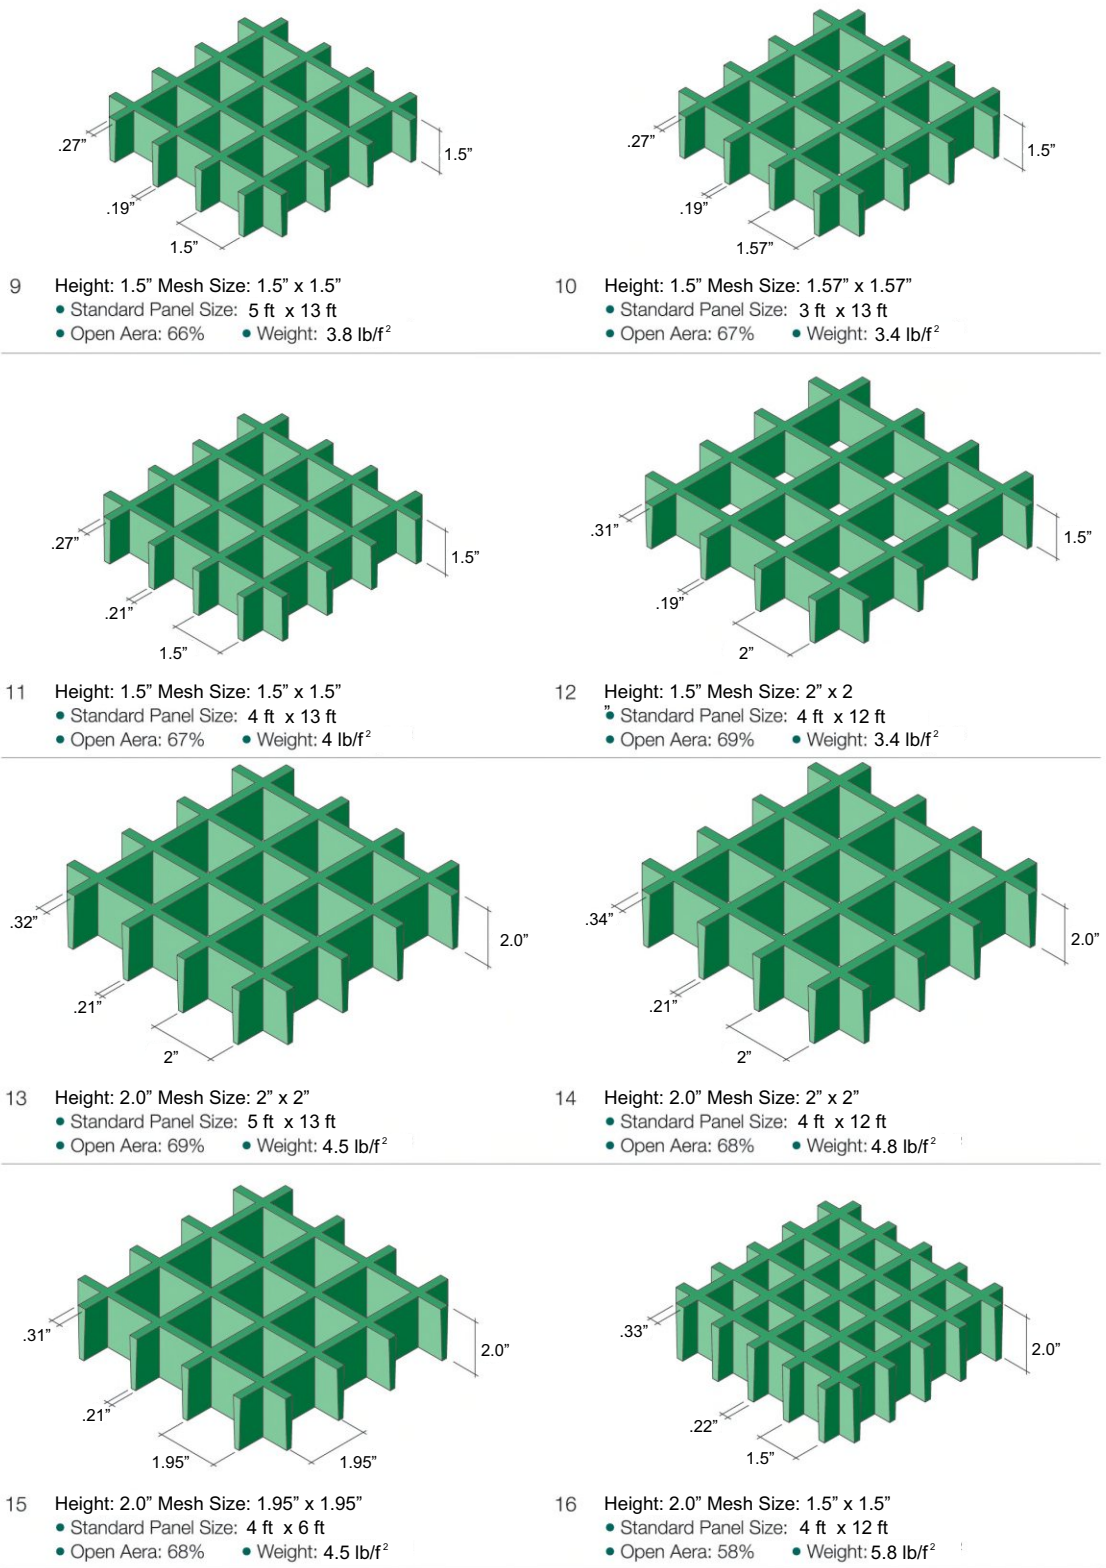 .27”
1.5”
.19”
1.5”
9 Height: 1.5” Mesh Size: 1.5” x 1.5”
• Standard Panel Size: 5 ft x 13 ft
• Open Aera: 66% • Weight: 3.8 lb/f²
.27”
1.5”
.19”
1.57”
10 Height: 1.5” Mesh Size: 1.57” x 1.57”
• Standard Panel Size: 3 ft x 13 ft
• Open Aera: 67% • Weight: 3.4 lb/f²
.27”
1.5”
.21”
1.5”
11 Height: 1.5” Mesh Size: 1.5” x 1.5”
• Standard Panel Size: 4 ft x 13 ft
• Open Aera: 67% • Weight: 4 lb/f²
.31”
1.5”
.19”
2”
12 Height: 1.5” Mesh Size: 2” x 2
”
• Standard Panel Size: 4 ft x 12 ft
• Open Aera: 69% • Weight: 3.4 lb/f²
.32”
2.0”
.21”
2”
13 Height: 2.0” Mesh Size: 2” x 2”
• Standard Panel Size: 5 ft x 13 ft
• Open Aera: 69% • Weight: 4.5 lb/f²
.34”
2.0”
.21”
2”
14 Height: 2.0” Mesh Size: 2” x 2”
• Standard Panel Size: 4 ft x 12 ft
• Open Aera: 68% • Weight: 4.8 lb/f²
.31”
2.0”
.21”
1.95” 1.95”
15 Height: 2.0” Mesh Size: 1.95” x 1.95”
• Standard Panel Size: 4 ft x 6 ft
• Open Aera: 68% • Weight: 4.5 lb/f²
.33”
2.0”
.22”
1.5”
16 Height: 2.0” Mesh Size: 1.5” x 1.5”
• Standard Panel Size: 4 ft x 12 ft
• Open Aera: 58% • Weight: 5.8 lb/f²